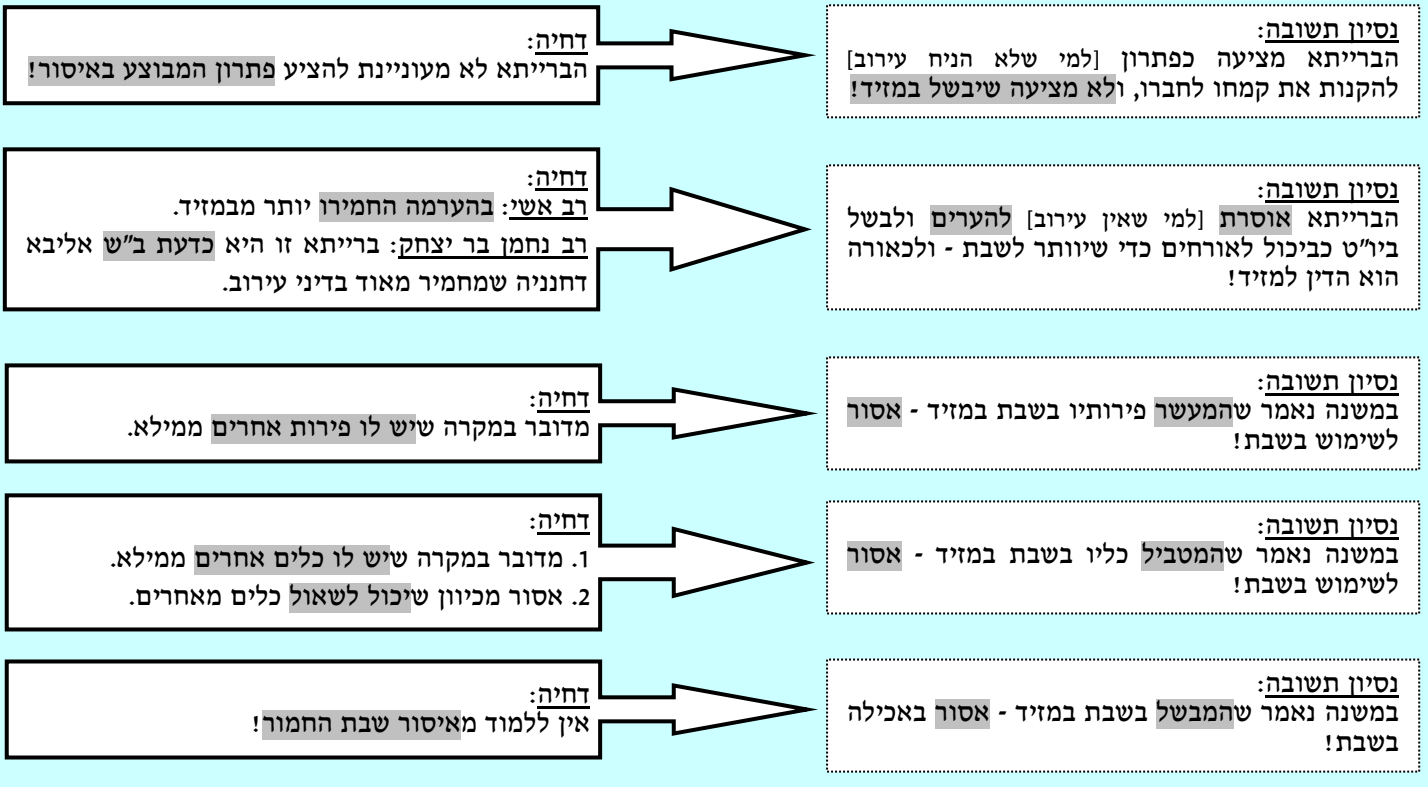 נסיון תשובה:
הברייתא מציעה כפתרון [למי שלא הניח עירוב]
להקנות את קמחו לחברו, ולא מציעה שיבשל במזיד!
דחיה:
הברייתא לא מעוניינת להציע פתרון המבוצע באיסור!
נסיון תשובה:
הברייתא אוסרת [למי שאין עירוב] להערים ולבשל
ביו"ט כביכול לאורחים כדי שיוותר לשבת - ולכאורה
הוא הדין למזיד!
דחיה:
רב אשי: בהערמה החמירו יותר מבמזיד.
רב נחמן בר יצחק: ברייתא זו היא כדעת ב"ש אליבא
דחנניה שמחמיר מאוד בדיני עירוב.
נסיון תשובה:
במשנה נאמר שהמעשר פירותיו בשבת במזיד - אסור
לשימוש בשבת!
דחיה:
מדובר במקרה שיש לו פירות אחרים ממילא.
נסיון תשובה:
במשנה נאמר שהמטביל כליו בשבת במזיד - אסור
לשימוש בשבת!
דחיה:
1. מדובר במקרה שיש לו כלים אחרים ממילא.
2. אסור מכיוון שיכול לשאול כלים מאחרים.
נסיון תשובה:
במשנה נאמר שהמבשל בשבת במזיד - אסור באכילה
בשבת!
דחיה:
אין ללמוד מאיסור שבת החמור!